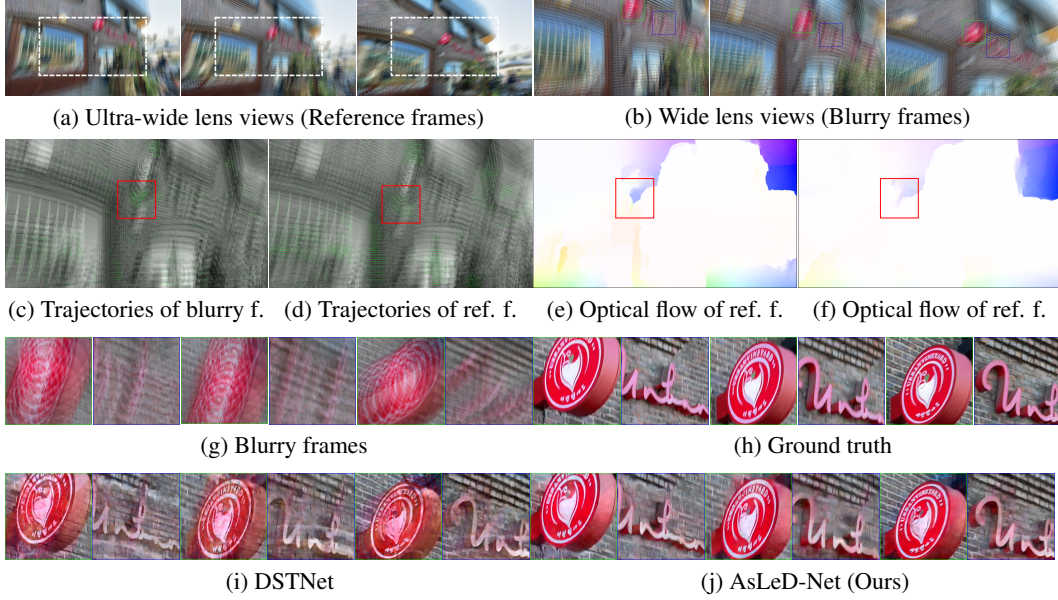 (a) Ultra-wide lens views (Reference frames)
(b) Wide lens views (Blurry frames)
(c) Trajectories of blurry f.
(d) Trajectories of ref. f.
(e) Optical flow of ref. f.
(f) Optical flow of ref. f.
(g) Blurry frames
(h) Ground truth
(i) DSTNet
(j) AsLeD-Net (Ours)